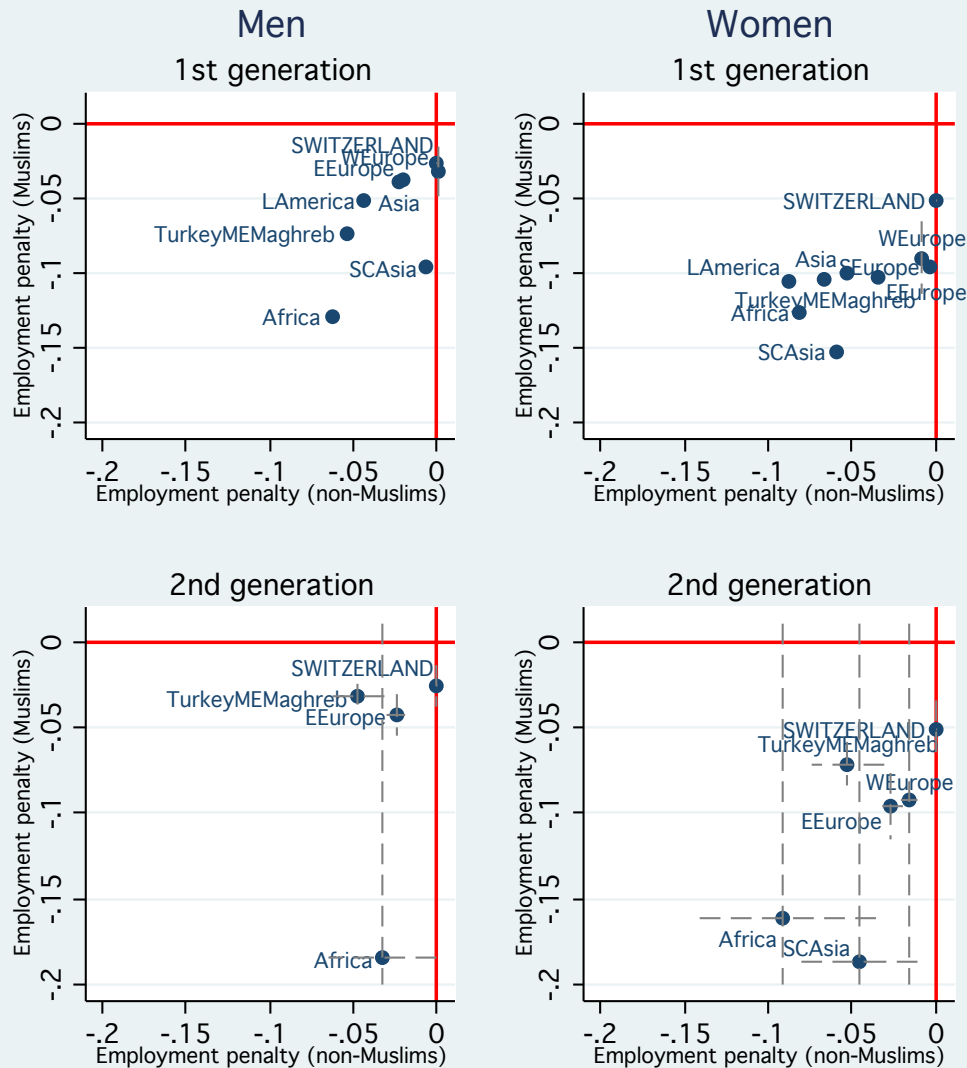 Men
Women
1st generation
1st generation
Employment penalty (Muslims)
0
-.05
-.1
-.15
-.2
SWITZERLAND
WEurope
EEurope
LAmerica
Asia
TurkeyMEMaghreb
SCAsia
Africa
-.2 -.15 -.1 -.05 0
Employment penalty (non-Muslims)
Employment penalty (Muslims)
0
-.05
-.1
-.15
-.2
SWITZERLAND
WEurope
Asia
SEurope
LAmerica
EEurope
TurkeyMEMaghreb
Africa
SCAsia
-.2 -.15 -.1 -.05 0
Employment penalty (non-Muslims)
2nd generation
2nd generation
Employment penalty (Muslims)
0
-.05
-.1
-.15
-.2
SWITZERLAND
TurkeyMEMaghreb
EEurope
Africa
-.2 -.15 -.1 -.05 0
Employment penalty (non-Muslims)
Employment penalty (Muslims)
0
-.05
-.1
-.15
-.2
SWITZERLAND
TurkeyMEMaghreb
WEurope
EEurope
Africa
SCAsia
-.2 -.15 -.1 -.05 0
Employment penalty (non-Muslims)